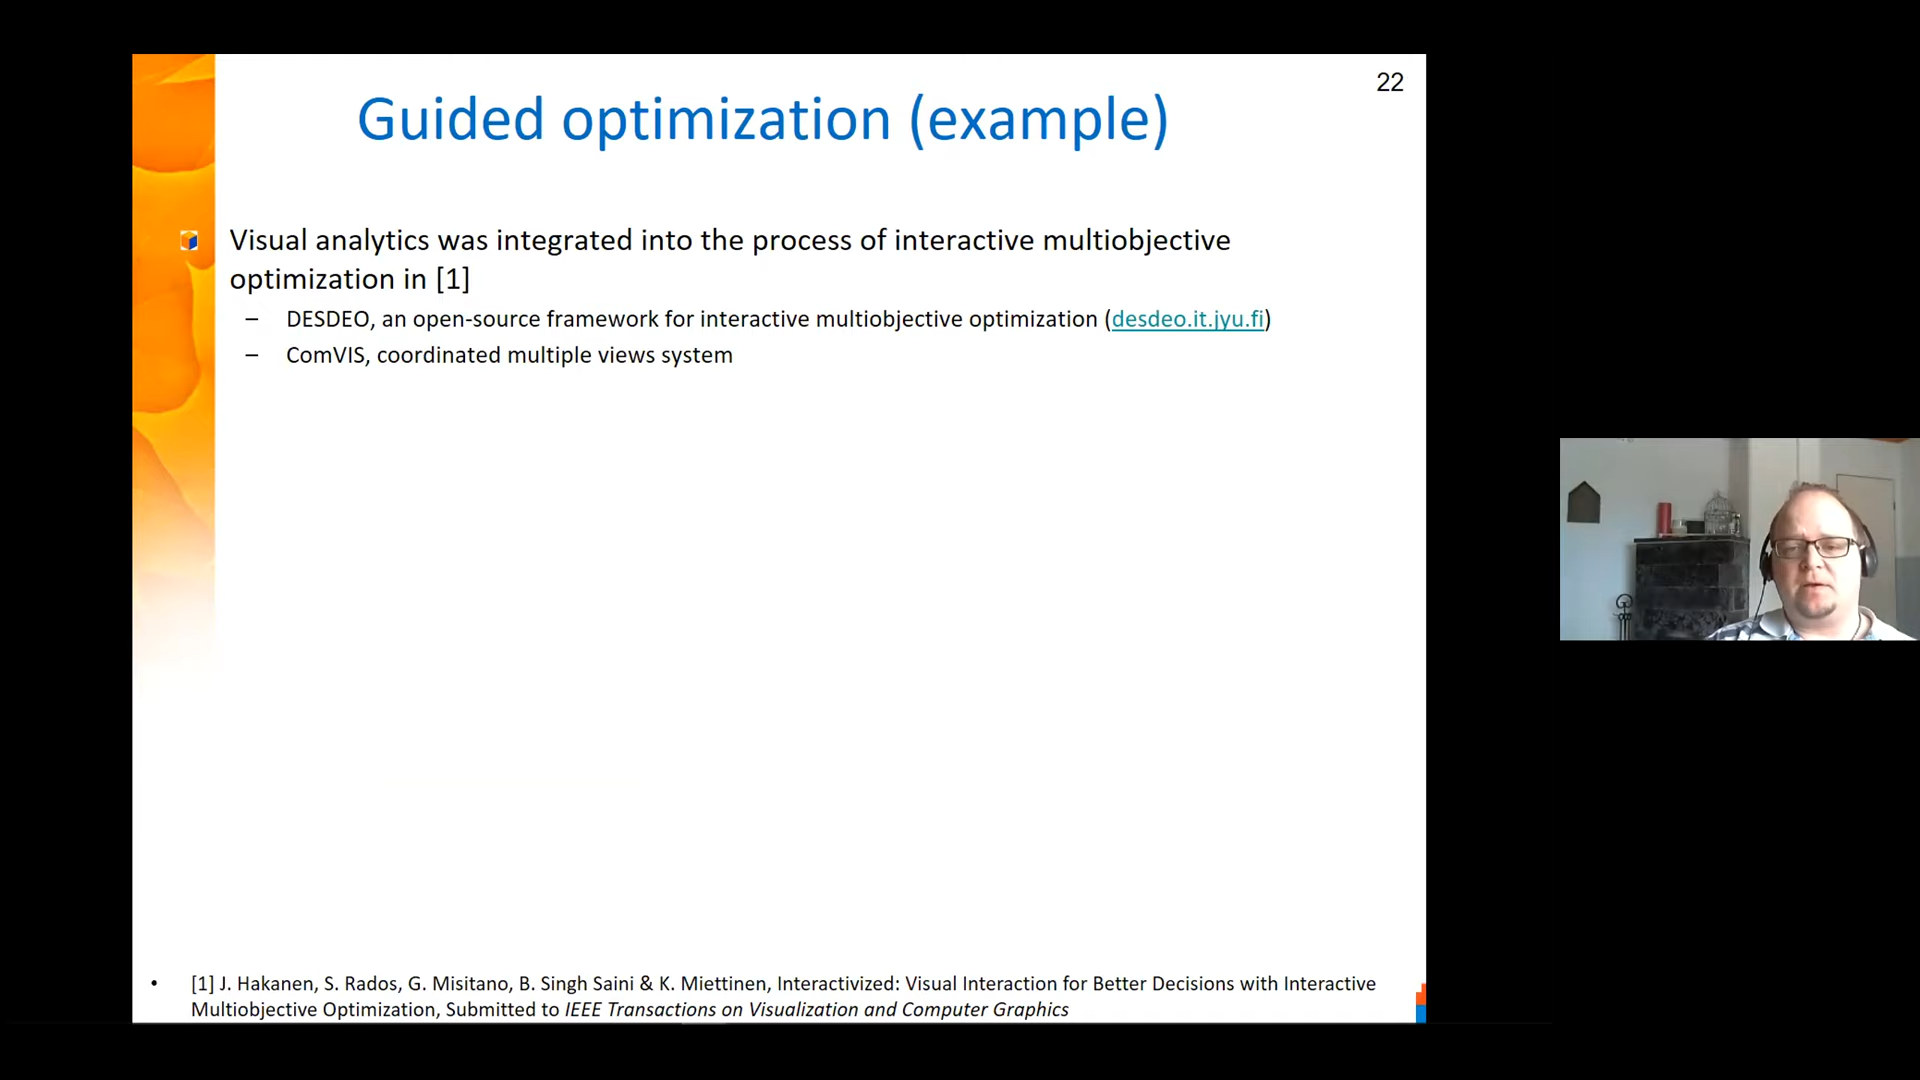 22
Guided optimization (example)
Visual analytics was integrated into the process of interactive multiobjective
optimization in [1]
– DESDEO, an open-source framework for interactive multiobjective optimization (desdeo.it.jyu.fi)
– ComVIS, coordinated multiple views system
• [1] J. Hakanen, S. Rados, G. Misitano, B. Singh Saini & K. Miettinen, Interactivized: Visual Interaction for Better Decisions with Interactive
Multiobjective Optimization, Submitted to IEEE Transactions on Visualization and Computer Graphics